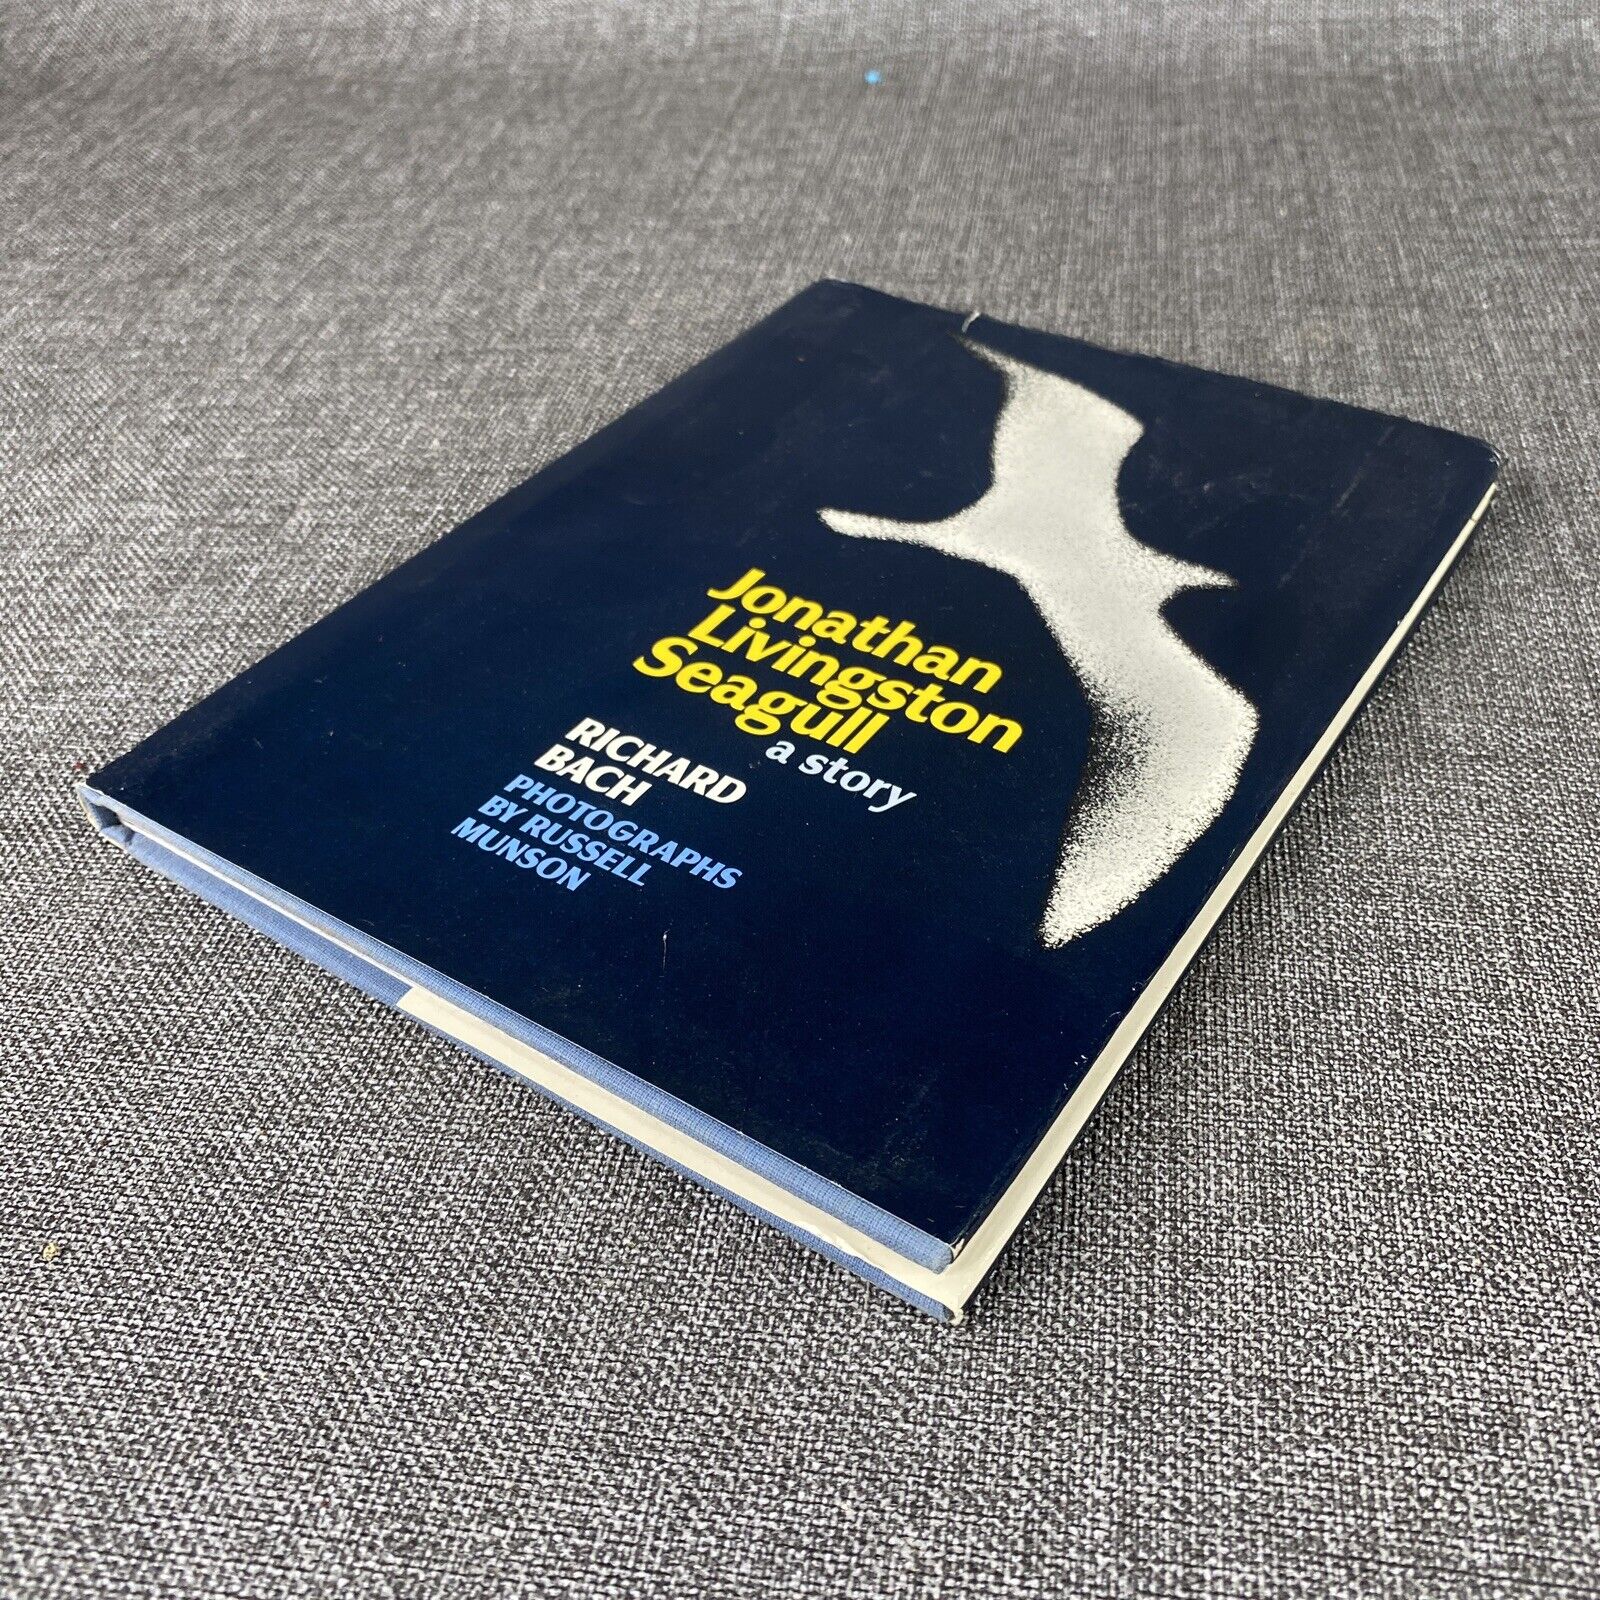 Jonathan
Livingston
Seagull
a story
RICHARD
BACH
PHOTOGRAPHS
BY RUSSELL
MUNSON